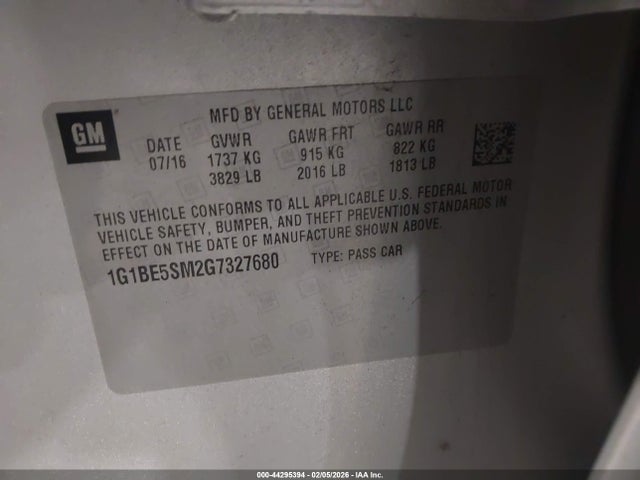 GM
MFD BY GENERAL MOTORS LLC
DATE GVWR GAWR FRT GAWR RR
07/16 1737 KG 915 KG 822 KG
3829 LB 2016 LB 1813 LB
THIS VEHICLE CONFORMS TO ALL APPLICABLE U.S. FEDERAL MOTOR
VEHICLE SAFETY, BUMPER, AND THEFT PREVENTION STANDARDS IN
EFFECT ON THE DATE OF MANUFACTURE SHOWN ABOVE.
1G1BE5SM2G7327680 TYPE: PASS CAR
000-44295394 | 02/05/2026 | IAA Inc.